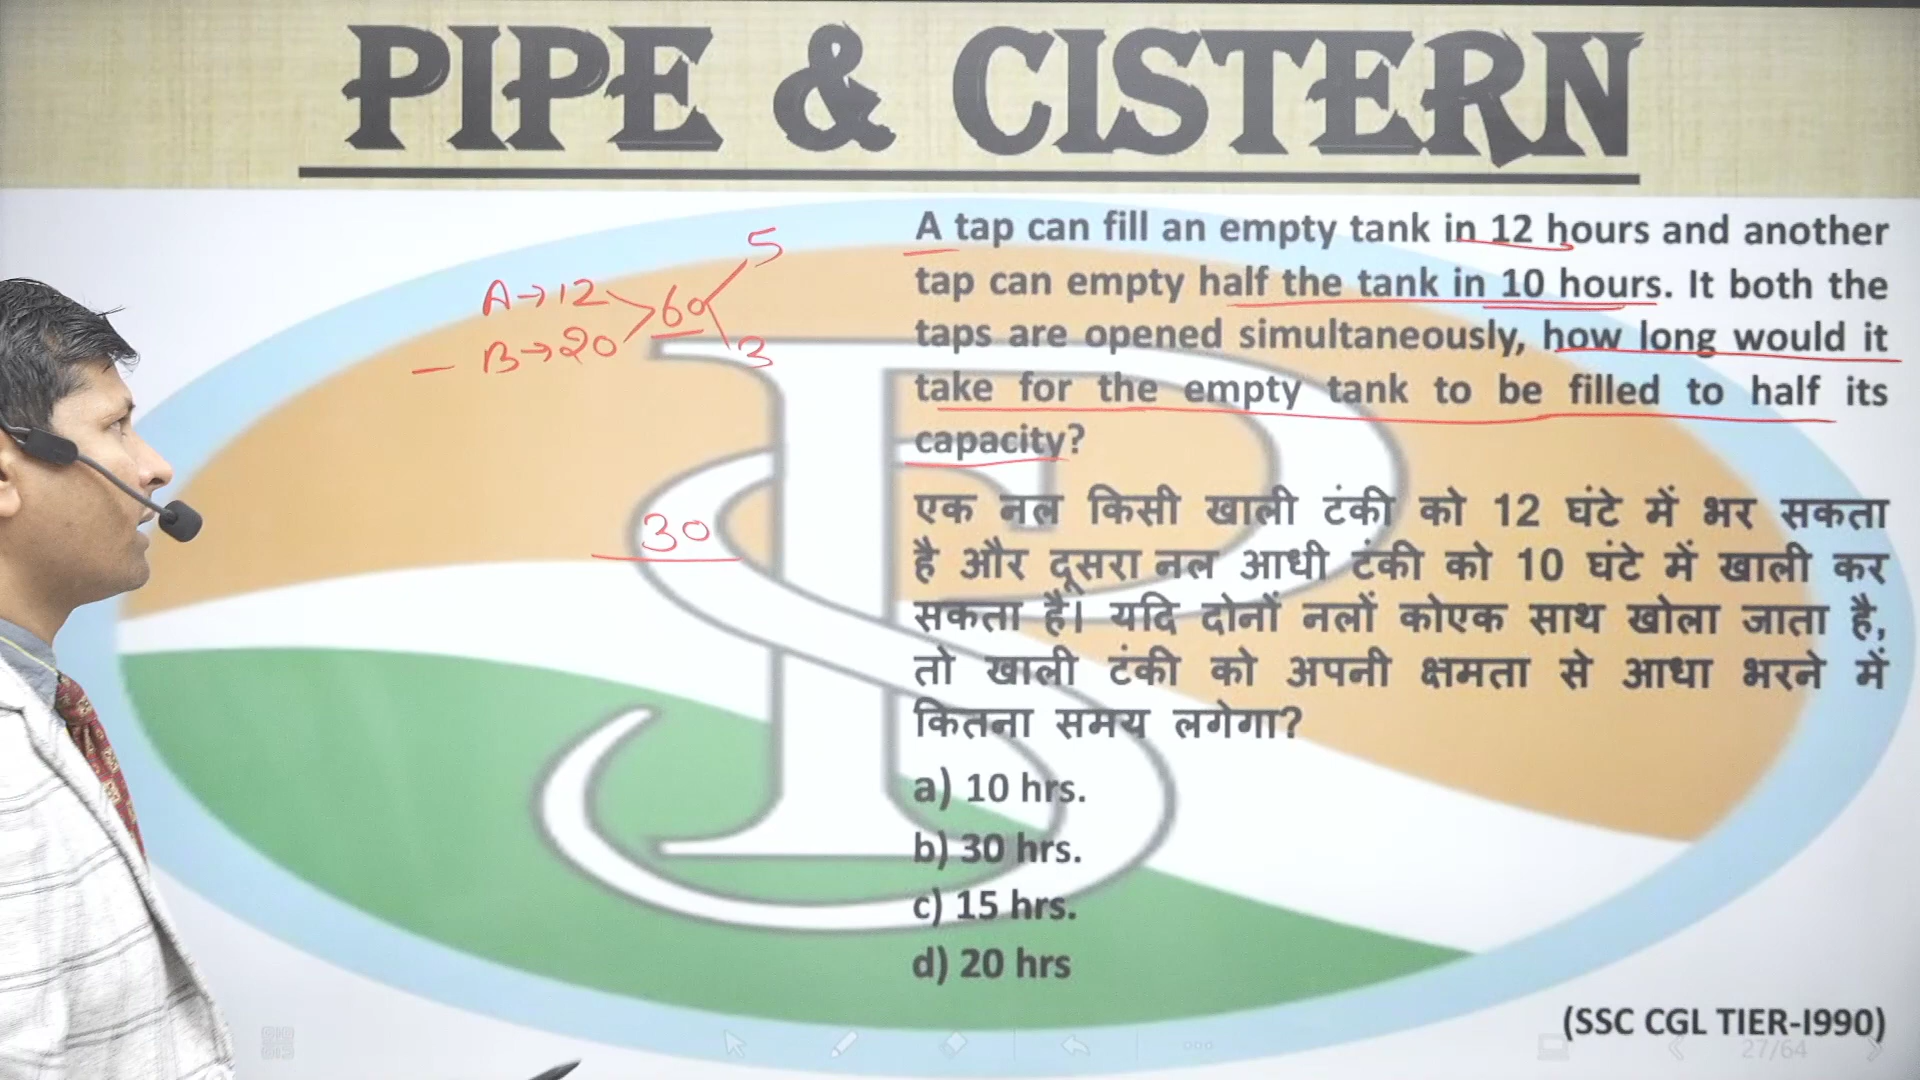 PIPE & CISTERN
A tap can fill an empty tank in 12 hours and another
tap can empty half the tank in 10 hours. It both the
taps are opened simultaneously, how long would it
take for the empty tank to be filled to half its
capacity?
एक नल किसी खाली टंकी को 12 घंटे में भर सकता
है और दूसरा नल आधी टंकी को 10 घंटे में खाली कर
सकता है। यदि दोनों नलों कोएक साथ खोला जाता है,
तो खाली टंकी को अपनी क्षमता से आधा भरने में
कितना समय लगेगा?
a) 10 hrs.
b) 30 hrs.
c) 15 hrs.
d) 20 hrs
(SSC CGL TIER-I990)
27/64
5
A→12
60
– B→20
3
30